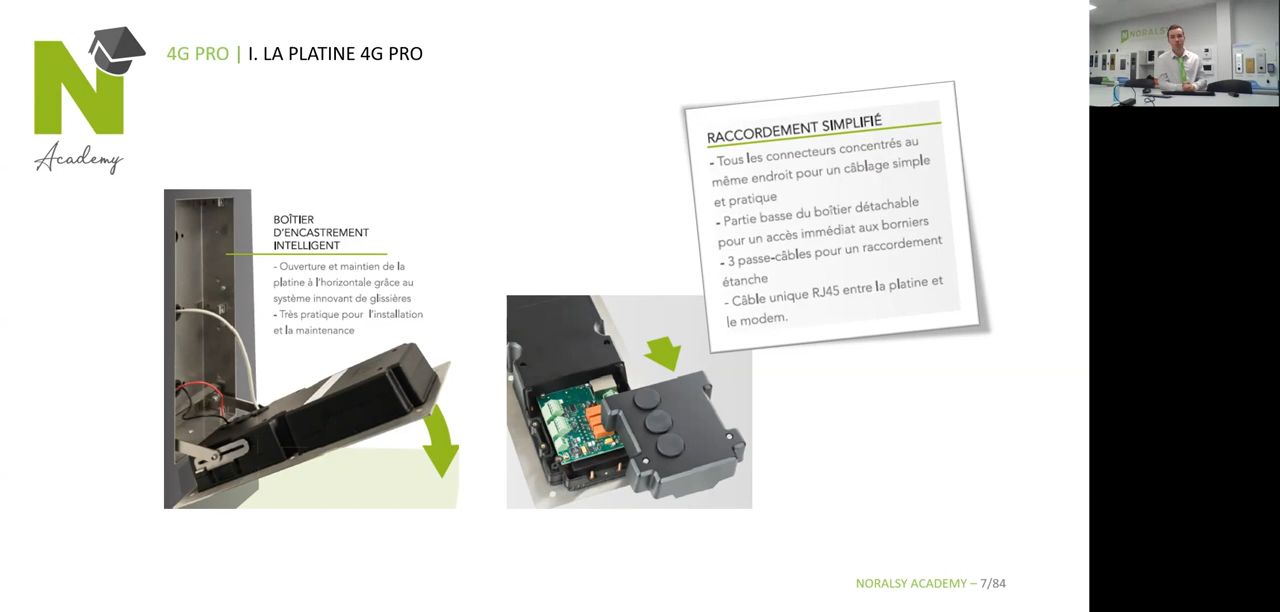 N
Academy
4G PRO | I. LA PLATINE 4G PRO
NORALSY
BOÎTIER
D'ENCASTREMENT
INTELLIGENT
- Ouverture et maintien de la
platine à l'horizontale grâce au
système innovant de glissières
- Très pratique pour l'installation
et la maintenance
RACCORDEMENT SIMPLIFIÉ
- Tous les connecteurs concentrés au
même endroit pour un câblage simple
et pratique
- Partie basse du boîtier détachable
pour un accès immédiat aux borniers
- 3 passe-câbles pour un raccordement
étanche
- Câble unique RJ45 entre la platine et
le modem.
NORALSY ACADEMY – 7/84